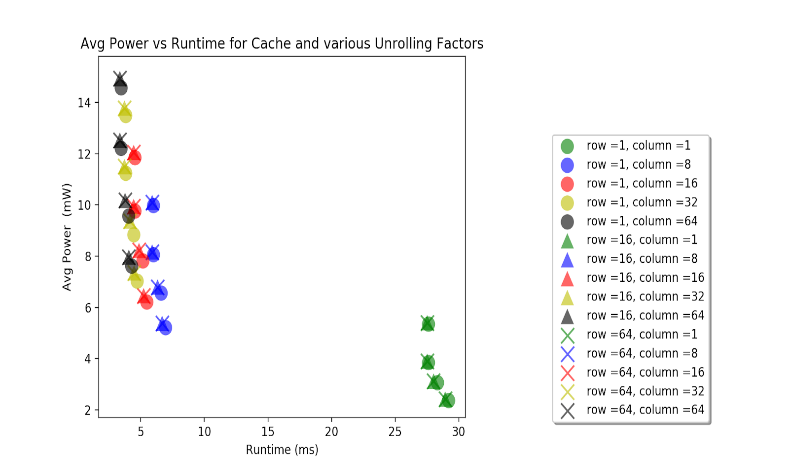 Avg Power vs Runtime for Cache and various Unrolling Factors
14
12
10
8
6
4
2
Avg Power (mW)
5 10 15 20 25 30
Runtime (ms)
row =1, column =1
row =1, column =8
row =1, column =16
row =1, column =32
row =1, column =64
row =16, column =1
row =16, column =8
row =16, column =16
row =16, column =32
row =16, column =64
row =64, column =1
row =64, column =8
row =64, column =16
row =64, column =32
row =64, column =64